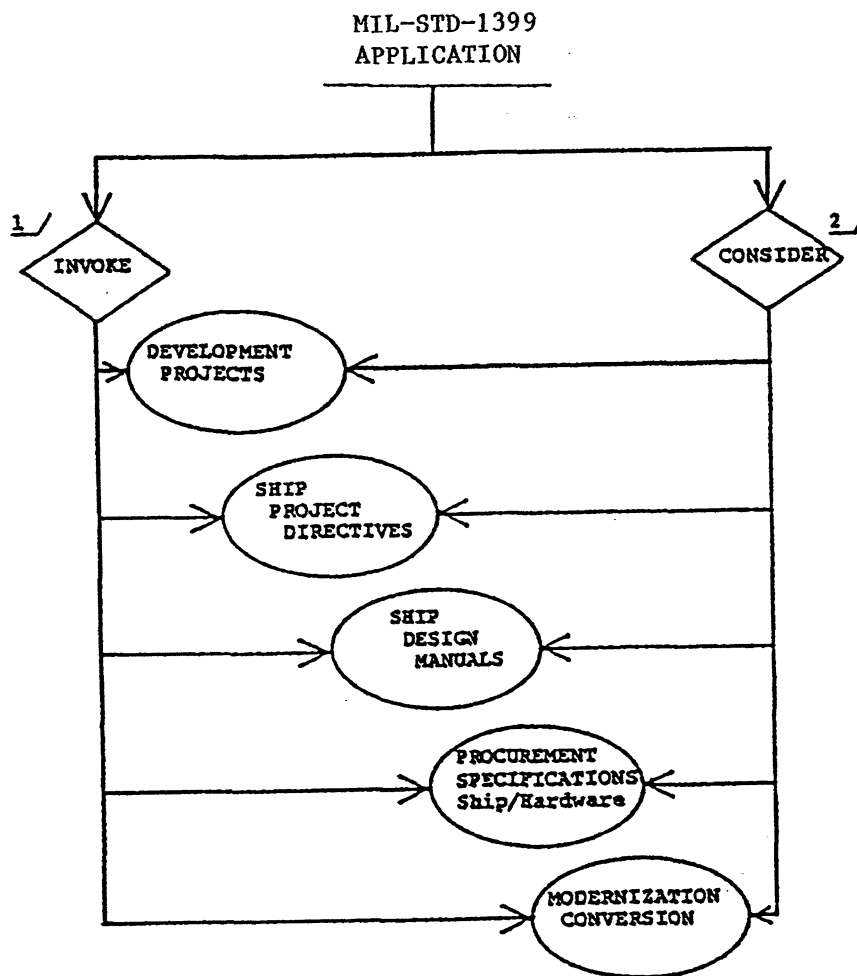 MIL-STD-1399
APPLICATION
1/
INVOKE
2/
CONSIDER
DEVELOPMENT
PROJECTS
SHIP
PROJECT
DIRECTIVES
SHIP
DESIGN
MANUALS
PROCUREMENT
SPECIFICATIONS
Ship/Hardware
MODERNIZATION
CONVERSION